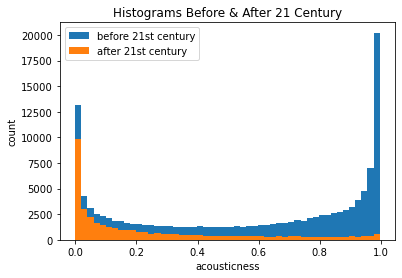 Histograms Before & After 21 Century
before 21st century
after 21st century
20000
17500
15000
12500
10000
7500
5000
2500
0
count
0.0 0.2 0.4 0.6 0.8 1.0
acousticness